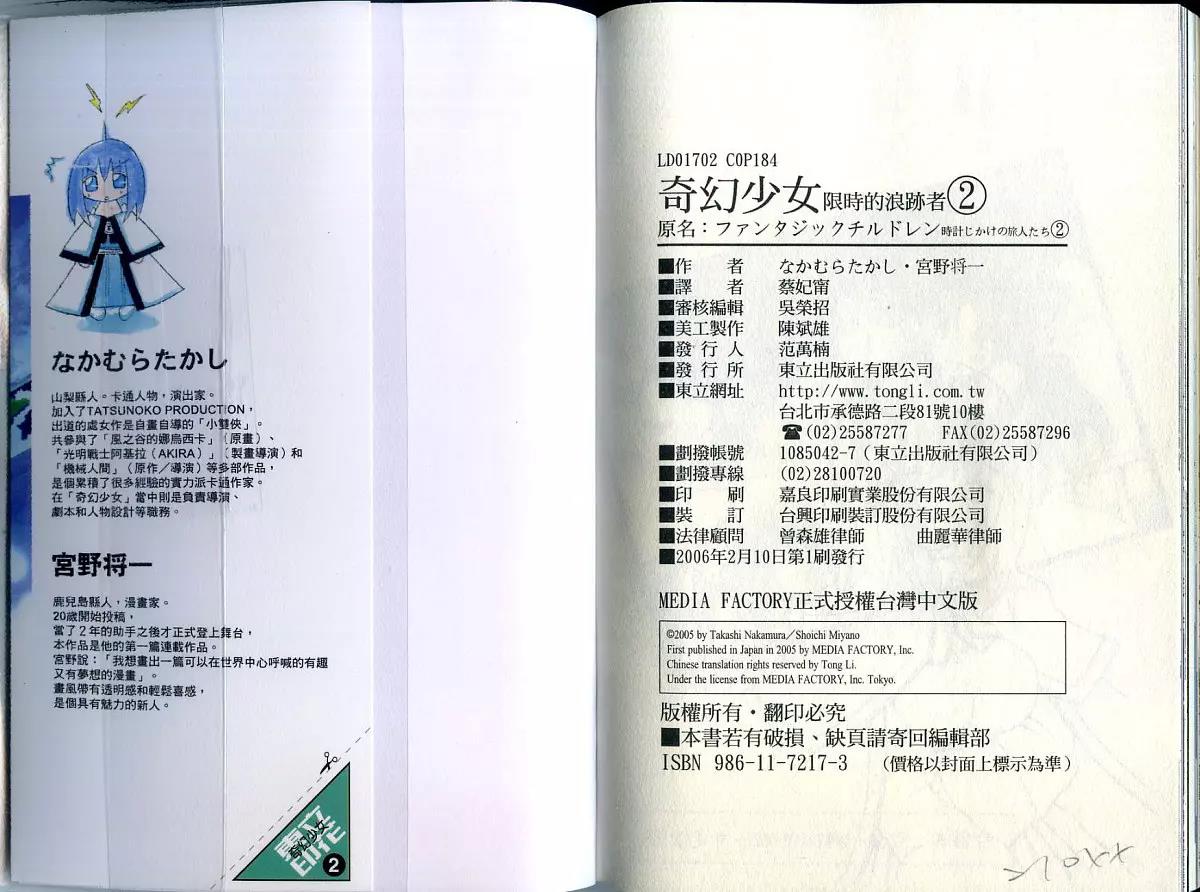 なかむらたかし
山梨縣人。卡通人物，演出家。
加入了TATSUNOKO PRODUCTION，
出道的處女作是自畫自導的「小雙俠」。
共參與了「風之谷的娜烏西卡」（原畫）、
「光明戰士阿基拉（AKIRA）」（製畫導演）和
「機械人間」（原作／導演）等多部作品，
是個累積了很多經驗的實力派卡通作家。
在「奇幻少女」當中則是負責導演、
劇本和人物設計等職務。
宮野将一
鹿兒島縣人，漫畫家。
20歲開始投稿，
當了2年的助手之後才正式登上舞台，
本作品是他的第一篇連載作品。
宮野說：「我想畫出一篇可以在世界中心呼喊的有趣
又有夢想的漫畫」。
畫風帶有透明感和輕鬆喜感，
是個具有魅力的新人。
東立
奇幻少女
印作
2
LD01702 C0P184
奇幻少女限時的浪跡者②
原名：ファンタジックチルドレン時計じかけの旅人たち②
■作　　者　なかむらたかし・宮野将一
■譯　　者　蔡妃甯
■審核編輯　吳榮招
■美工製作　陳斌雄
■發 行 人　范萬楠
■發 行 所　東立出版社有限公司
■東立網址　http://www.tongli.com.tw
台北市承德路二段81號10樓
☎(02)25587277　FAX(02)25587296
■劃撥帳號　1085042-7（東立出版社有限公司）
■劃撥專線　(02)28100720
■印　　刷　嘉良印刷實業股份有限公司
■裝　　訂　台興印刷裝訂股份有限公司
■法律顧問　曾森雄律師　　曲麗華律師
■2006年2月10日第1刷發行
MEDIA FACTORY正式授權台灣中文版
©2005 by Takashi Nakamura／Shoichi Miyano
First published in Japan in 2005 by MEDIA FACTORY, Inc.
Chinese translation rights reserved by Tong Li.
Under the license from MEDIA FACTORY, Inc. Tokyo.
版權所有・翻印必究
■本書若有破損、缺頁請寄回編輯部
ISBN 986-11-7217-3　（價格以封面上標示為準）